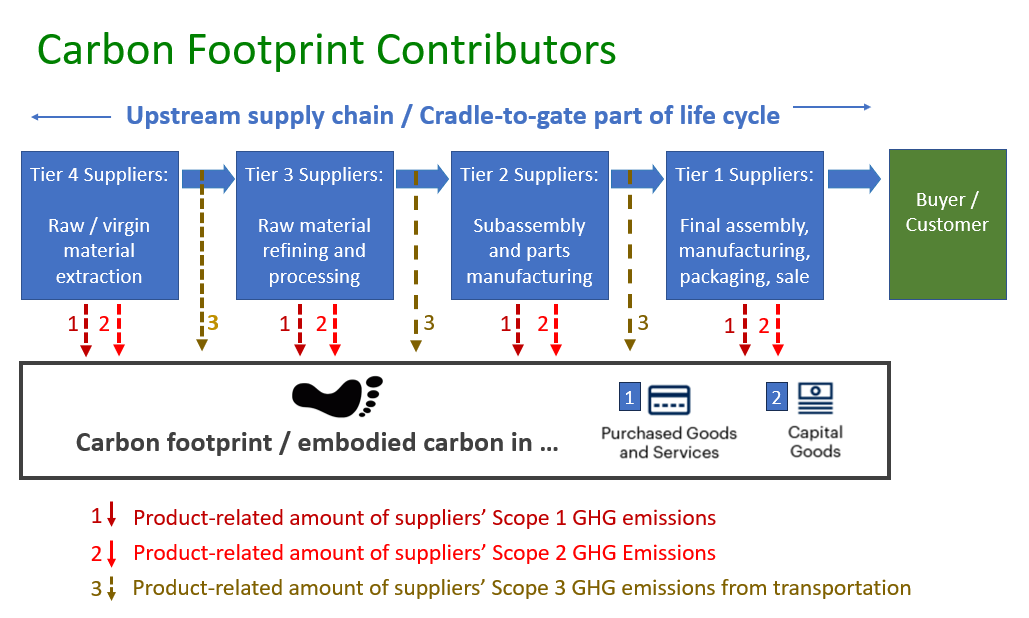 Carbon Footprint Contributors
Upstream supply chain / Cradle-to-gate part of life cycle
Tier 4 Suppliers:
Raw / virgin
material
extraction
Tier 3 Suppliers:
Raw material
refining and
processing
Tier 2 Suppliers:
Subassembly
and parts
manufacturing
Tier 1 Suppliers:
Final assembly,
manufacturing,
packaging, sale
Buyer /
Customer
1 2 3 1 2 3 1 2 3 1 2
Carbon footprint / embodied carbon in ...
1
Purchased Goods
and Services
2
Capital
Goods
1 Product-related amount of suppliers’ Scope 1 GHG emissions
2 Product-related amount of suppliers’ Scope 2 GHG Emissions
3 Product-related amount of suppliers’ Scope 3 GHG emissions from transportation